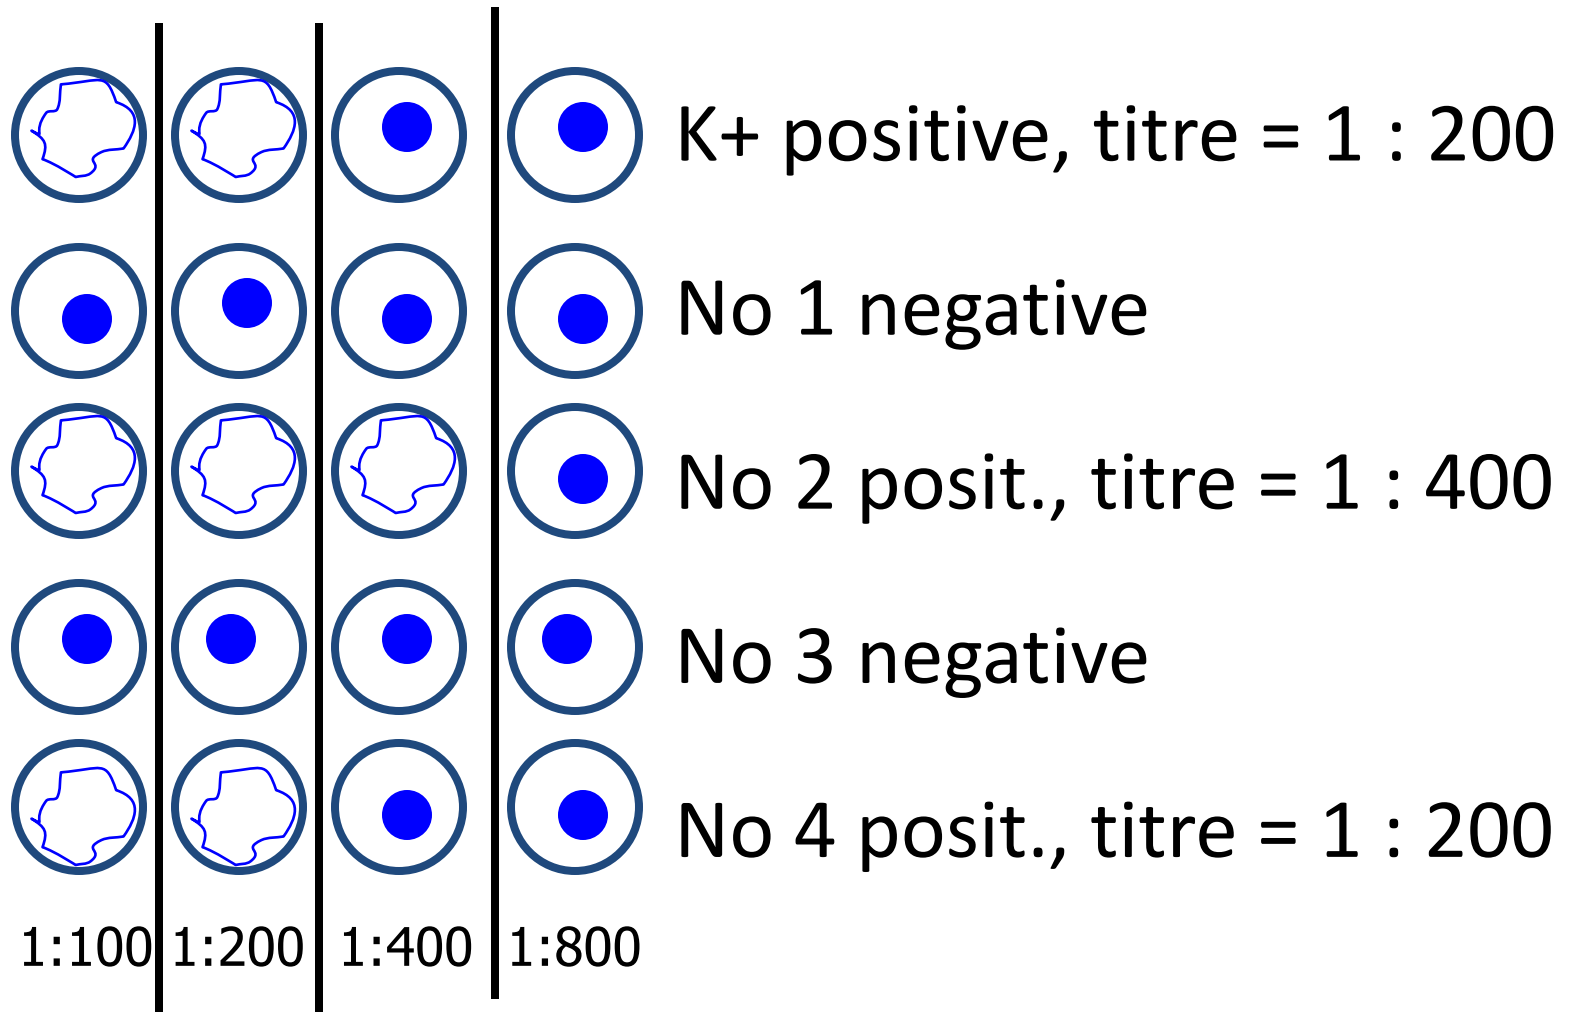 K+ positive, titre = 1 : 200
No 1 negative
No 2 posit., titre = 1 : 400
No 3 negative
No 4 posit., titre = 1 : 200
1:100 1:200 1:400 1:800